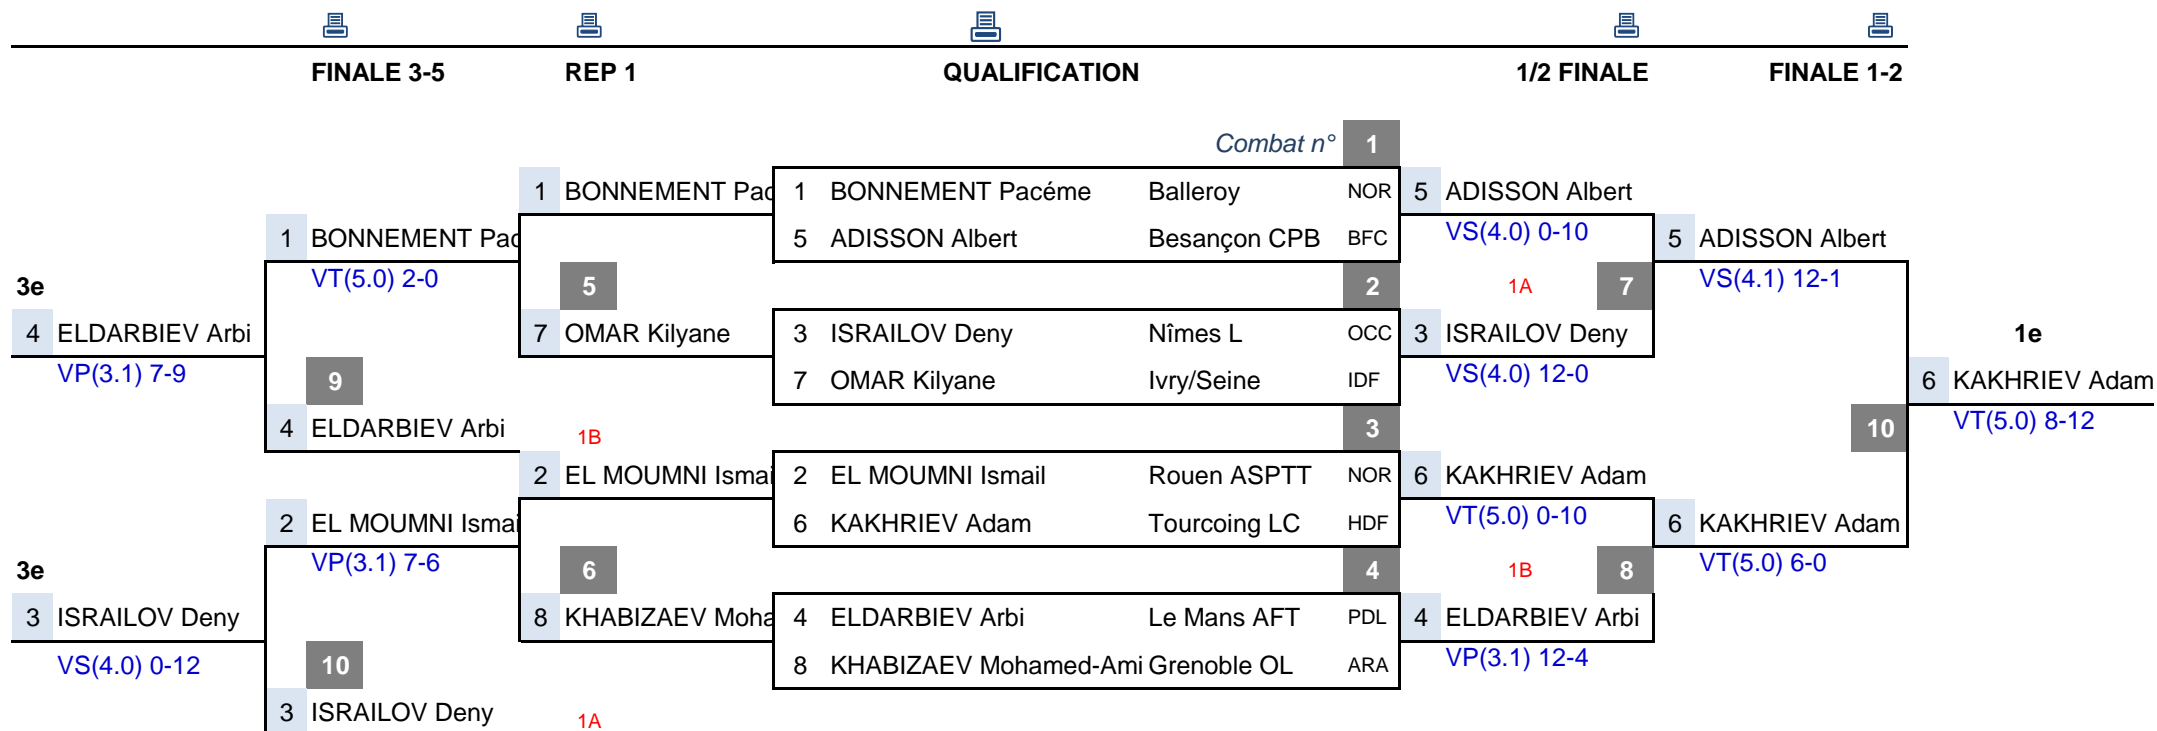 FINALE 3-5 REP 1 QUALIFICATION 1/2 FINALE FINALE 1-2
Combat n° 1
1 BONNEMENT Pac 1 BONNEMENT Pacéme Balleroy NOR 5 ADISSON Albert
1 BONNEMENT Pac 5 ADISSON Albert Besançon CPB BFC VS(4.0) 0-10 5 ADISSON Albert
3e VT(5.0) 2-0 5 2 1A 7 VS(4.1) 12-1
4 ELDARBIEV Arbi 7 OMAR Kilyane 3 ISRAILOV Deny Nîmes L OCC 3 ISRAILOV Deny 1e
VP(3.1) 7-9 9 7 OMAR Kilyane Ivry/Seine IDF VS(4.0) 12-0 6 KAKHRIEV Adam
4 ELDARBIEV Arbi 1B 3 10 VT(5.0) 8-12
2 EL MOUMNI Ismai 2 EL MOUMNI Ismail Rouen ASPTT NOR 6 KAKHRIEV Adam
2 EL MOUMNI Ismai 6 KAKHRIEV Adam Tourcoing LC HDF VT(5.0) 0-10 6 KAKHRIEV Adam
3e VP(3.1) 7-6 6 4 1B 8 VT(5.0) 6-0
3 ISRAILOV Deny 8 KHABIZAEV Moha 4 ELDARBIEV Arbi Le Mans AFT PDL 4 ELDARBIEV Arbi
VS(4.0) 0-12 10 8 KHABIZAEV Mohamed-Ami Grenoble OL ARA VP(3.1) 12-4
3 ISRAILOV Deny 1A